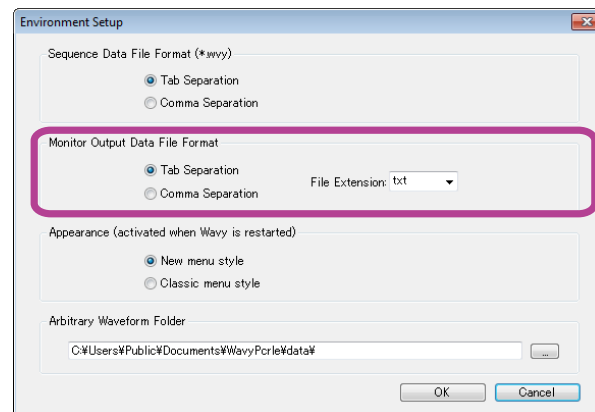 Environment Setup
Sequence Data File Format (*.wvy)
Tab Separation
Comma Separation
Monitor Output Data File Format
Tab Separation
File Extension: txt
Comma Separation
Appearance (activated when Wavy is restarted)
New menu style
Classic menu style
Arbitrary Waveform Folder
C:¥Users¥Public¥Documents¥WavyPcrle¥data¥
...
OK Cancel